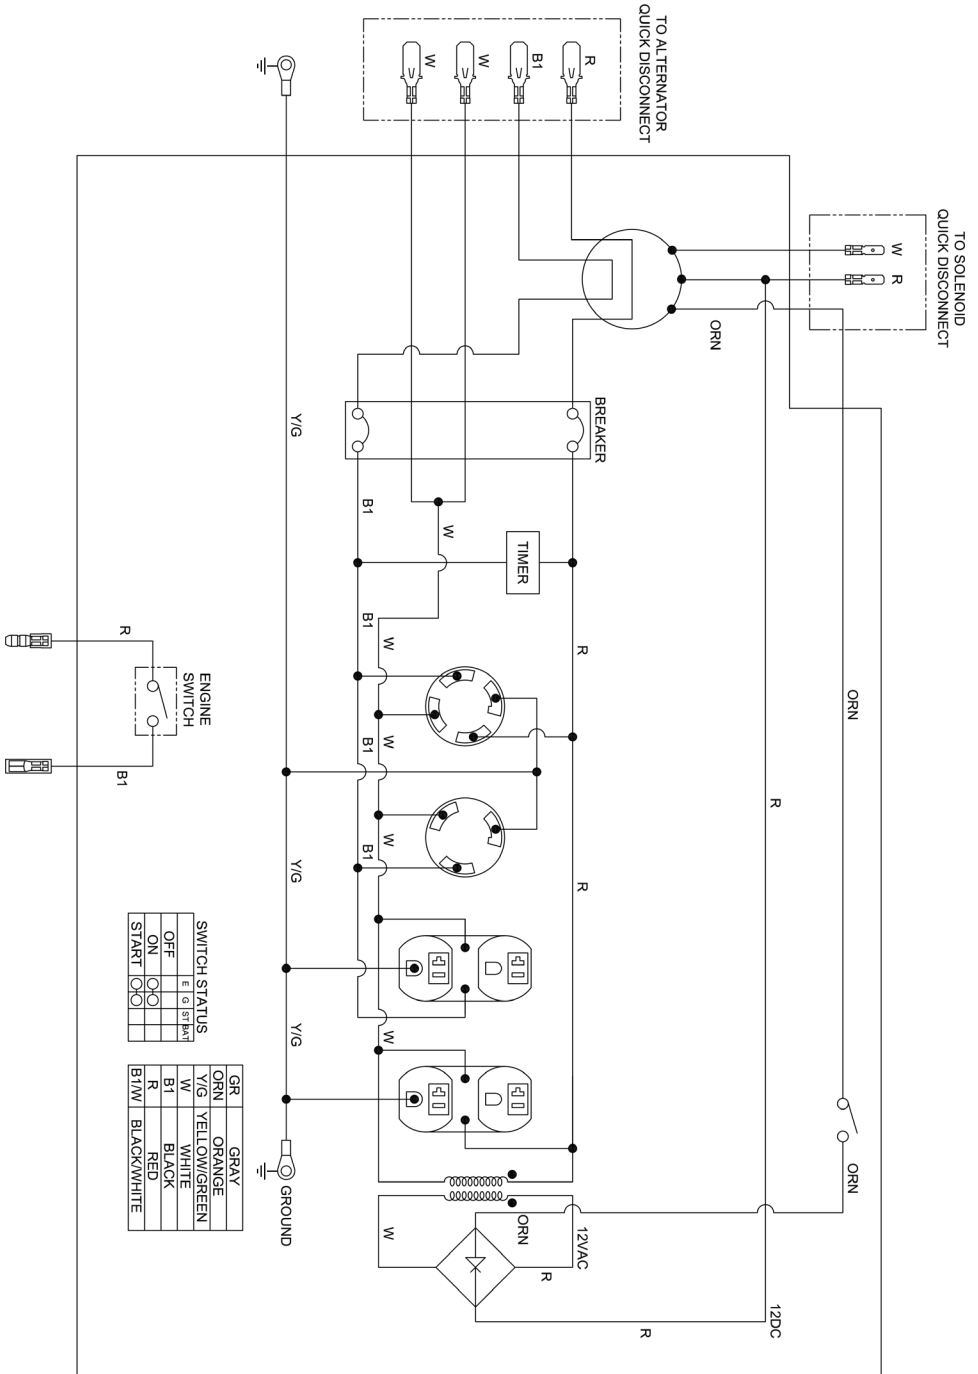 TO ALTERNATOR
QUICK DISCONNECT
R
B1
W
W
TO SOLENOID
QUICK DISCONNECT
W
R
ORN
BREAKER
Y/G
B1
W
TIMER
B1
W
R
ORN
R
ENGINE
SWITCH
R
B1
B1
W
B1
W
R
Y/G
Y/G
W
SWITCH STATUS
E G ST BAT
OFF
ON
START
GR GRAY
ORN ORANGE
Y/G YELLOW/GREEN
W WHITE
B1 BLACK
R RED
B1/W BLACK/WHITE
GROUND
ORN
ORN
12VAC
W
R
12DC
R